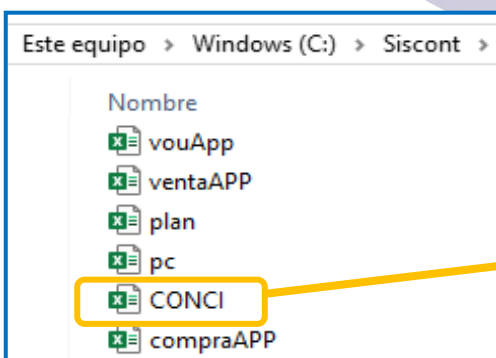 Este equipo > Windows (C:) > Siscont >
Nombre
vouApp
ventaAPP
plan
pc
CONCI
compraAPP